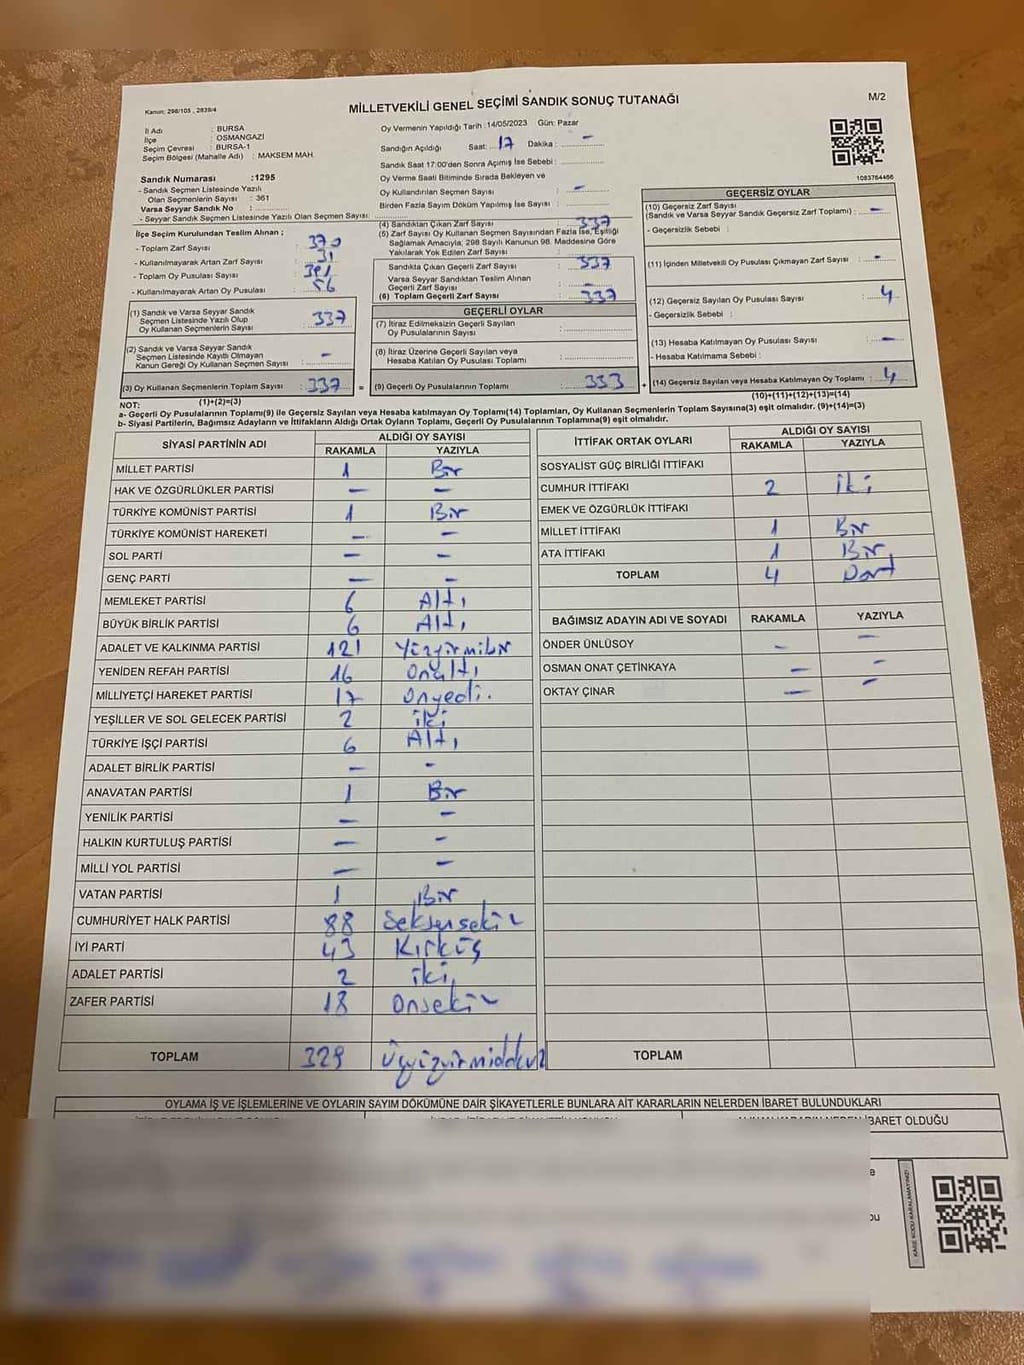 Kanun: 298/105 , 2839/4
MİLLETVEKİLİ GENEL SEÇİMİ SANDIK SONUÇ TUTANAĞI
M/2
İl Adı : BURSA
İlçe : OSMANGAZİ
Seçim Çevresi : BURSA-1
Seçim Bölgesi (Mahalle Adı) : MAKSEM MAH.
Sandık Numarası : 1295
- Sandık Seçmen Listesinde Yazılı
Olan Seçmenlerin Sayısı : 361
Varsa Seyyar Sandık No :
- Seyyar Sandık Seçmen Listesinde Yazılı Olan Seçmen Sayısı:
Oy Vermenin Yapıldığı Tarih : 14/05/2023 Gün: Pazar
Sandığın Açıldığı Saat: 17 Dakika: -
Sandık Saat 17:00'den Sonra Açımış İse Sebebi :
Oy Verme Saati Bitiminde Sırada Bekleyen ve
Oy Kullandırılan Seçmen Sayısı : -
Birden Fazla Sayım Döküm Yapılmış İse Sayısı :
1083764466
İlçe Seçim Kurulundan Teslim Alınan ;
- Toplam Zarf Sayısı : 370
- Kullanılmayarak Artan Zarf Sayısı : 31
- Toplam Oy Pusulası Sayısı : 391
- Kullanılmayarak Artan Oy Pusulası : 56
(1) Sandık ve Varsa Seyyar Sandık
Seçmen Listesinde Yazılı Olup
Oy Kullanan Seçmenlerin Sayısı : 337
(2) Sandık ve Varsa Seyyar Sandık
Seçmen Listesinde Kayıtlı Olmayan
Kanun Gereği Oy Kullanan Seçmen Sayısı : -
(3) Oy Kullanan Seçmenlerin Toplam Sayısı : 337
(1)+(2)=(3)
(4) Sandıktan Çıkan Zarf Sayısı : 337
(5) Zarf Sayısı Oy Kullanan Seçmen Sayısından Fazla İse, Eşitliği
Sağlamak Amacıyla; 298 Sayılı Kanunun 98. Maddesine Göre
Yakılarak Yok Edilen Zarf Sayısı :
Sandıkta Çıkan Geçerli Zarf Sayısı : 337
Varsa Seyyar Sandıktan Teslim Alınan
Geçerli Zarf Sayısı : -
(6) Toplam Geçerli Zarf Sayısı : 337
GEÇERLİ OYLAR
(7) İtiraz Edilmeksizin Geçerli Sayılan
Oy Pusulalarının Sayısı :
(8) İtiraz Üzerine Geçerli Sayılan veya
Hesaba Katılan Oy Pusulası Toplamı :
= (9) Geçerli Oy Pusulalarının Toplamı : 333
GEÇERSİZ OYLAR
(10) Geçersiz Zarf Sayısı
(Sandık ve Varsa Seyyar Sandık Geçersiz Zarf Toplamı) : -
- Geçersizlik Sebebi :
(11) İçinden Milletvekili Oy Pusulası Çıkmayan Zarf Sayısı : -
(12) Geçersiz Sayılan Oy Pusulası Sayısı : 4
- Geçersizlik Sebebi :
(13) Hesaba Katılmayan Oy Pusulası Sayısı : -
- Hesaba Katılmama Sebebi :
+ (14) Geçersiz Sayılan veya Hesaba Katılmayan Oy Toplamı : 4
(10)+(11)+(12)+(13)=(14)
NOT:
a- Geçerli Oy Pusulalarının Toplamı(9) ile Geçersiz Sayılan veya Hesaba katılmayan Oy Toplamı(14) Toplamları, Oy Kullanan Seçmenlerin Toplam Sayısına(3) eşit olmalıdır. (9)+(14)=(3)
b- Siyasi Partilerin, Bağımsız Adayların ve İttifakların Aldığı Ortak Oyların Toplamı, Geçerli Oy Pusulalarının Toplamına(9) eşit olmalıdır.
SİYASİ PARTİNİN ADI ALDIĞI OY SAYISI
RAKAMLA YAZIYLA
MİLLET PARTİSİ 1 Bir
HAK VE ÖZGÜRLÜKLER PARTİSİ - -
TÜRKİYE KOMÜNİST PARTİSİ 1 Bir
TÜRKİYE KOMÜNİST HAREKETİ - -
SOL PARTİ - -
GENÇ PARTİ - -
MEMLEKET PARTİSİ 6 Altı
BÜYÜK BİRLİK PARTİSİ 6 Altı
ADALET VE KALKINMA PARTİSİ 121 Yüzyirmibir
YENİDEN REFAH PARTİSİ 16 Onaltı
MİLLİYETÇİ HAREKET PARTİSİ 17 Onyedi.
YEŞİLLER VE SOL GELECEK PARTİSİ 2 iki
TÜRKİYE İŞÇİ PARTİSİ 6 Altı
ADALET BİRLİK PARTİSİ - -
ANAVATAN PARTİSİ 1 Bir
YENİLİK PARTİSİ - -
HALKIN KURTULUŞ PARTİSİ - -
MİLLİ YOL PARTİSİ - -
VATAN PARTİSİ 1 Bir
CUMHURİYET HALK PARTİSİ 88 Seksensekiz
İYİ PARTİ 43 Kırküç
ADALET PARTİSİ 2 iki
ZAFER PARTİSİ 18 Onsekiz
TOPLAM 329 Üçyüzyirmidokuz
İTTİFAK ORTAK OYLARI ALDIĞI OY SAYISI
RAKAMLA YAZIYLA
SOSYALİST GÜÇ BİRLİĞİ İTTİFAKI
CUMHUR İTTİFAKI 2 iki
EMEK VE ÖZGÜRLÜK İTTİFAKI
MİLLET İTTİFAKI 1 Bir
ATA İTTİFAKI 1 Bir
TOPLAM 4 Dört
BAĞIMSIZ ADAYIN ADI VE SOYADI RAKAMLA YAZIYLA
ÖNDER ÜNLÜSOY - -
OSMAN ONAT ÇETİNKAYA - -
OKTAY ÇINAR - -
TOPLAM
OYLAMA İŞ VE İŞLEMLERİNE VE OYLARIN SAYIM DÖKÜMÜNE DAİR ŞİKAYETLERLE BUNLARA AİT KARARLARIN NELERDEN İBARET BULUNDUKLARI
İBARET OLDUĞU
KARE KODU KARALAMAYINIZ!